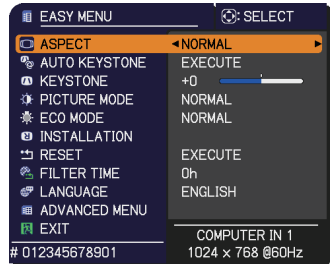 EASY MENU : SELECT
ASPECT NORMAL
AUTO KEYSTONE EXECUTE
KEYSTONE +0
PICTURE MODE NORMAL
ECO MODE NORMAL
INSTALLATION
RESET EXECUTE
FILTER TIME 0h
LANGUAGE ENGLISH
ADVANCED MENU
EXIT COMPUTER IN 1
# 012345678901 1024 x 768 @60Hz